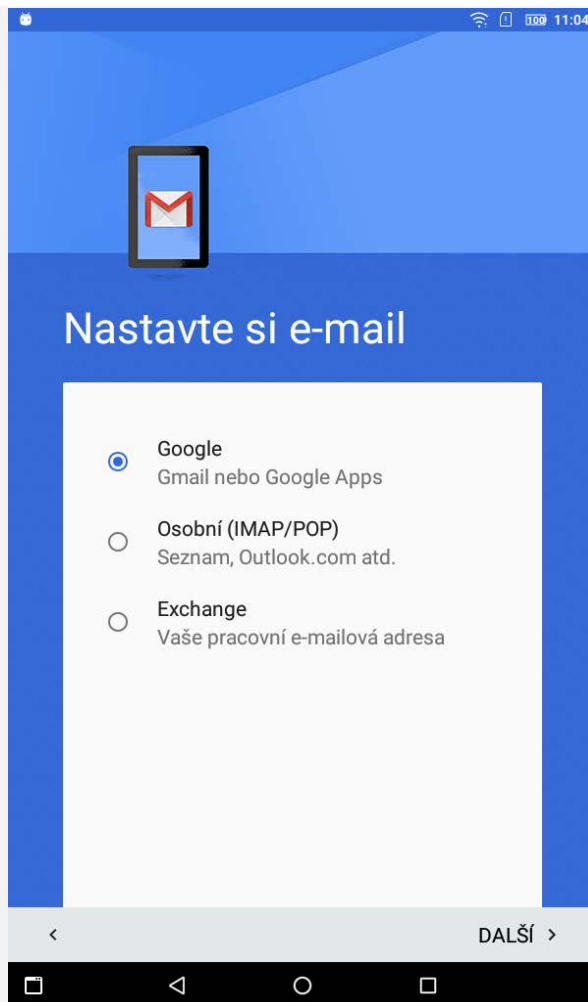 100 11:04
Nastavte si e-mail
Google
Gmail nebo Google Apps
Osobní (IMAP/POP)
Seznam, Outlook.com atd.
Exchange
Vaše pracovní e-mailová adresa
DALŠÍ